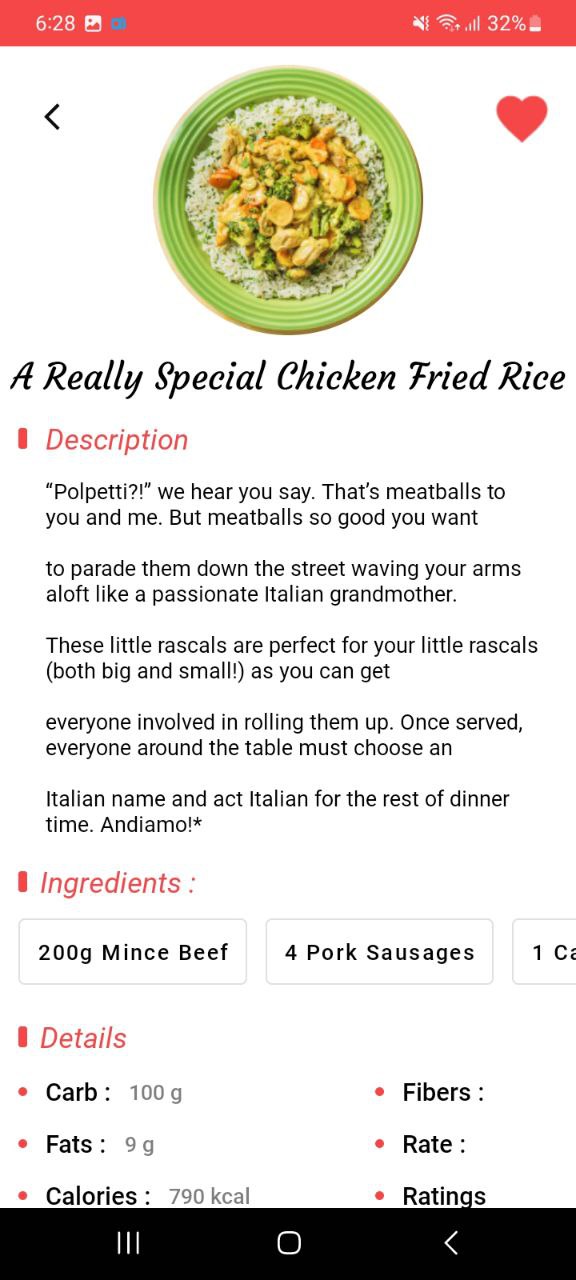 6:28
32%
A Really Special Chicken Fried Rice
Description
“Polpetti?!” we hear you say. That’s meatballs to
you and me. But meatballs so good you want
to parade them down the street waving your arms
aloft like a passionate Italian grandmother.
These little rascals are perfect for your little rascals
(both big and small!) as you can get
everyone involved in rolling them up. Once served,
everyone around the table must choose an
Italian name and act Italian for the rest of dinner
time. Andiamo!*
Ingredients :
200g Mince Beef 4 Pork Sausages 1 Ca
Details
Carb : 100 g Fibers :
Fats : 9 g Rate :
Calories : 790 kcal Ratings